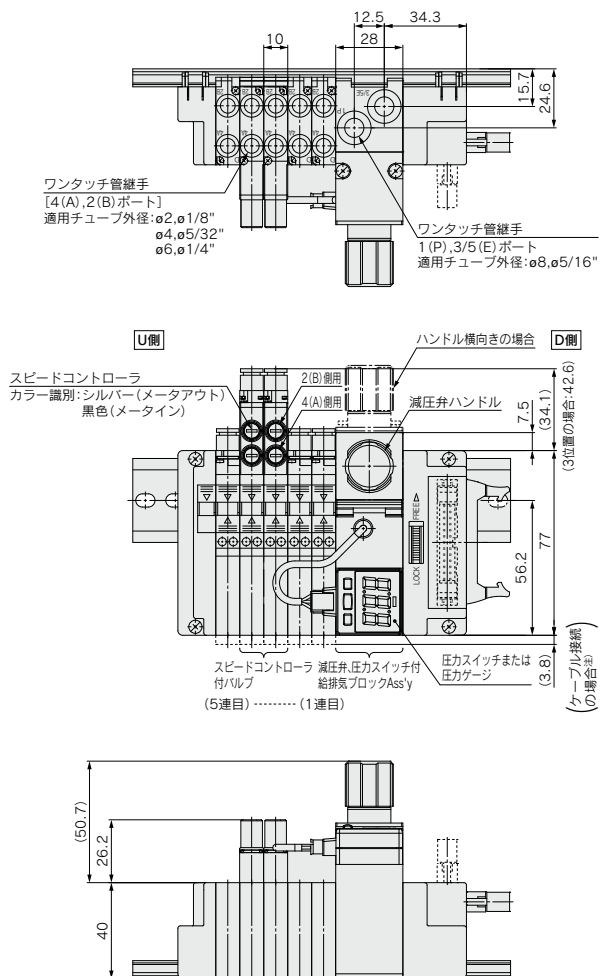 12.5
34.3
10
28
15.7
24.6
ワンタッチ管継手
[4(A),2(B)ポート]
適用チューブ外径:ø2,ø1/8"
ø4,ø5/32"
ø6,ø1/4"
ワンタッチ管継手
1(P),3/5(E)ポート
適用チューブ外径:ø8,ø5/16"
U側
ハンドル横向きの場合
D側
スピードコントローラ
カラー識別:シルバー(メータアウト)
黒色(メータイン)
2(B)側用
4(A)側用
減圧弁ハンドル
7.5
(34.1)
(3位置の場合:42.6)
FREE
LOCK
56.2
77
(3.8)
(ケーブル接続
の場合注))
スピードコントローラ
付バルブ
減圧弁、圧力スイッチ付
給排気ブロックAss'y
圧力スイッチまたは
圧力ゲージ
(5連目) --------- (1連目)
(50.7)
26.2
40